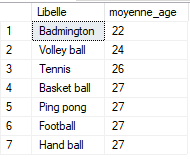 Libelle moyenne_age
1 Badmington 22
2 Volley ball 24
3 Tennis 26
4 Basket ball 27
5 Ping pong 27
6 Football 27
7 Hand ball 27